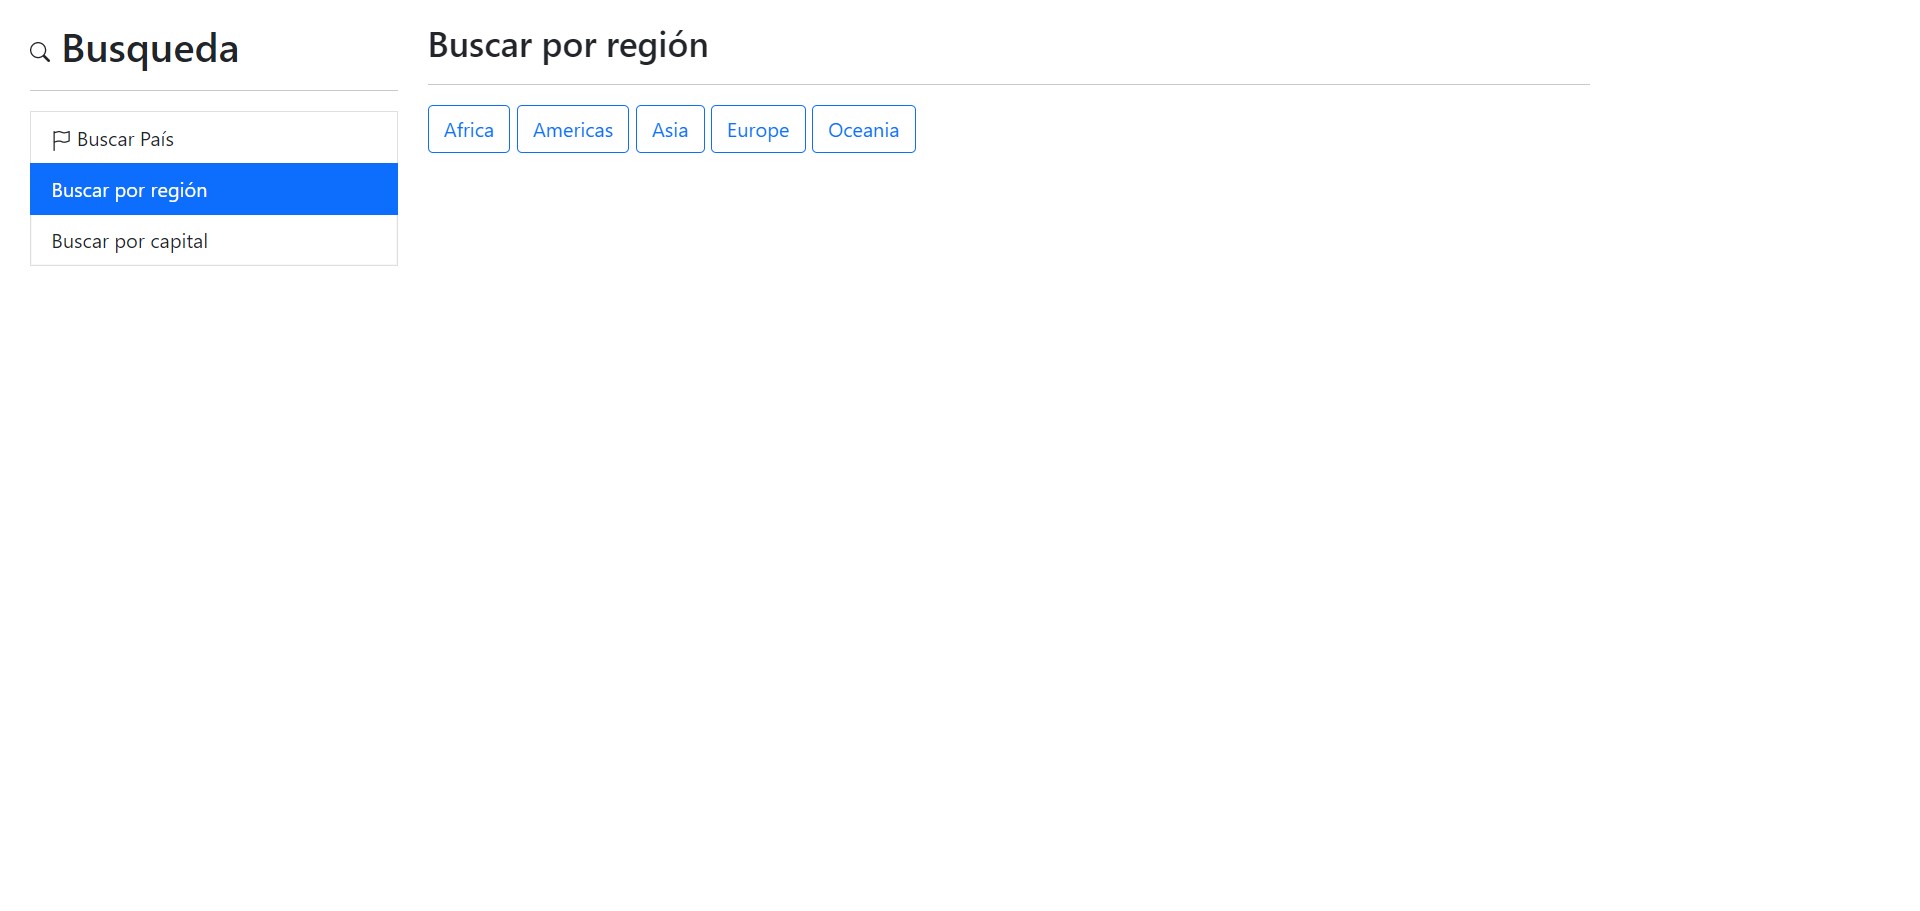 Busqueda
Buscar País
Buscar por región
Buscar por capital
Buscar por región
Africa Americas Asia Europe Oceania